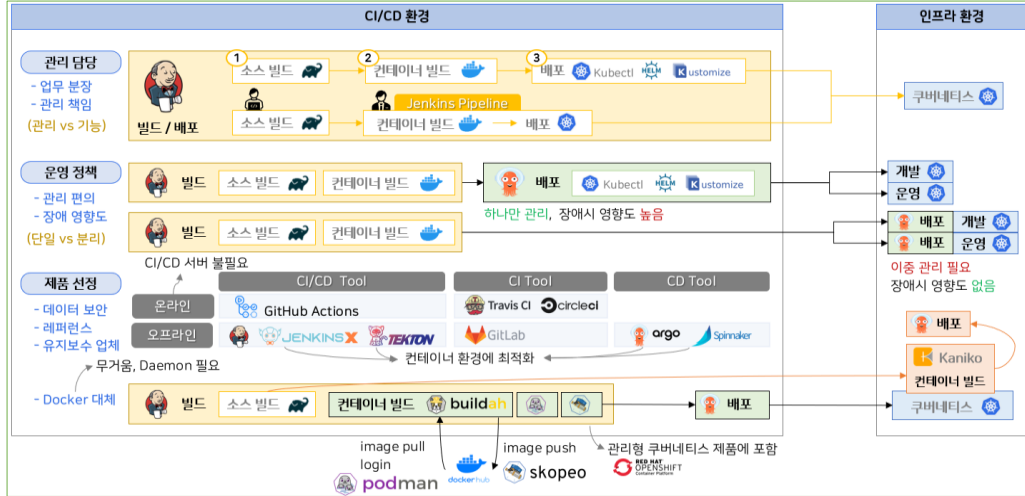 CI/CD 환경
인프라 환경
관리 담당
- 업무 분장
- 관리 책임
(관리 vs 기능)
빌드 / 배포
1
소스 빌드
2
컨테이너 빌드
3
배포
Kubectl
HELM
Kustomize
Jenkins Pipeline
소스 빌드
컨테이너 빌드
배포
쿠버네티스
운영 정책
- 관리 편의
- 장애 영향도
(단일 vs 분리)
빌드
소스 빌드
컨테이너 빌드
배포
Kubectl
HELM
Kustomize
하나만 관리, 장애시 영향도 높음
개발
운영
빌드
소스 빌드
컨테이너 빌드
배포
개발
배포
운영
이중 관리 필요
장애시 영향도 없음
CI/CD 서버 불필요
제품 선정
- 데이터 보안
- 레퍼런스
- 유지보수 업체
CI/CD Tool
CI Tool
CD Tool
온라인
GitHub Actions
Travis CI
circleci
오프라인
JENKINS X
TEKTON
GitLab
argo
Spinnaker
컨테이너 환경에 최적화
무거움, Daemon 필요
- Docker 대체
빌드
소스 빌드
컨테이너 빌드
buildah
배포
배포
Kaniko
컨테이너 빌드
쿠버네티스
image pull
login
podman
docker hub
image push
skopeo
관리형 쿠버네티스 제품에 포함
RED HAT
OPENSHIFT
Container Platform